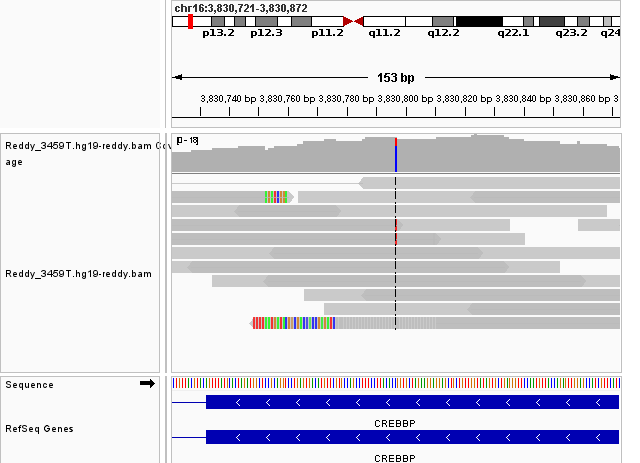 chr16:3,830,721-3,830,872
p13.2 p12.3 p11.2 q11.2 q12.2 q22.1 q23.2 q24
153 bp
3,830,740 bp 3,830,760 bp 3,830,780 bp 3,830,800 bp 3,830,820 bp 3,830,840 bp 3,830,860 bp 3
Reddy_3459T.hg19-reddy.bam Cov
age
[0 - 18]
Reddy_3459T.hg19-reddy.bam
Sequence
RefSeq Genes
CREBBP
CREBBP